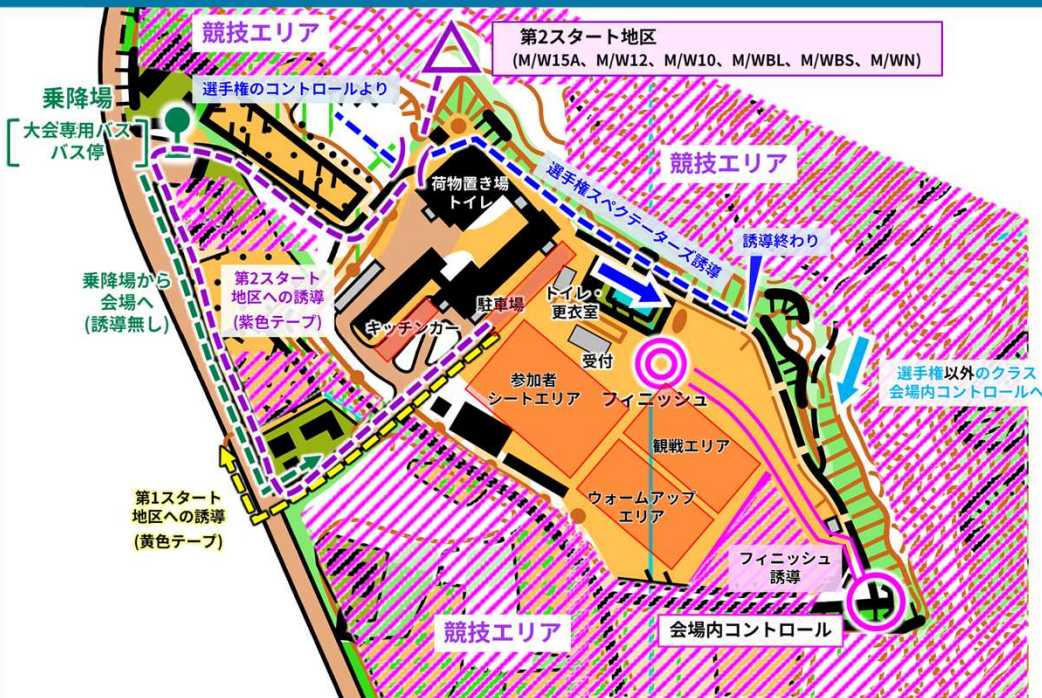 競技エリア
第2スタート地区
(M/W15A、M/W12、M/W10、M/WBL、M/WBS、M/WN)
乗降場
大会専用バス
バス停
選手権のコントロールより
競技エリア
荷物置き場
トイレ
選手権スペクテーターズ誘導
誘導終わり
乗降場から
会場へ
(誘導無し)
第2スタート
地区への誘導
(紫色テープ)
駐車場
トイレ・
更衣室
キッチンカー
受付
選手権以外のクラス
会場内コントロールへ
参加者
シートエリア
フィニッシュ
観戦エリア
第1スタート
地区への誘導
(黄色テープ)
ウォームアップ
エリア
フィニッシュ
誘導
競技エリア
会場内コントロール